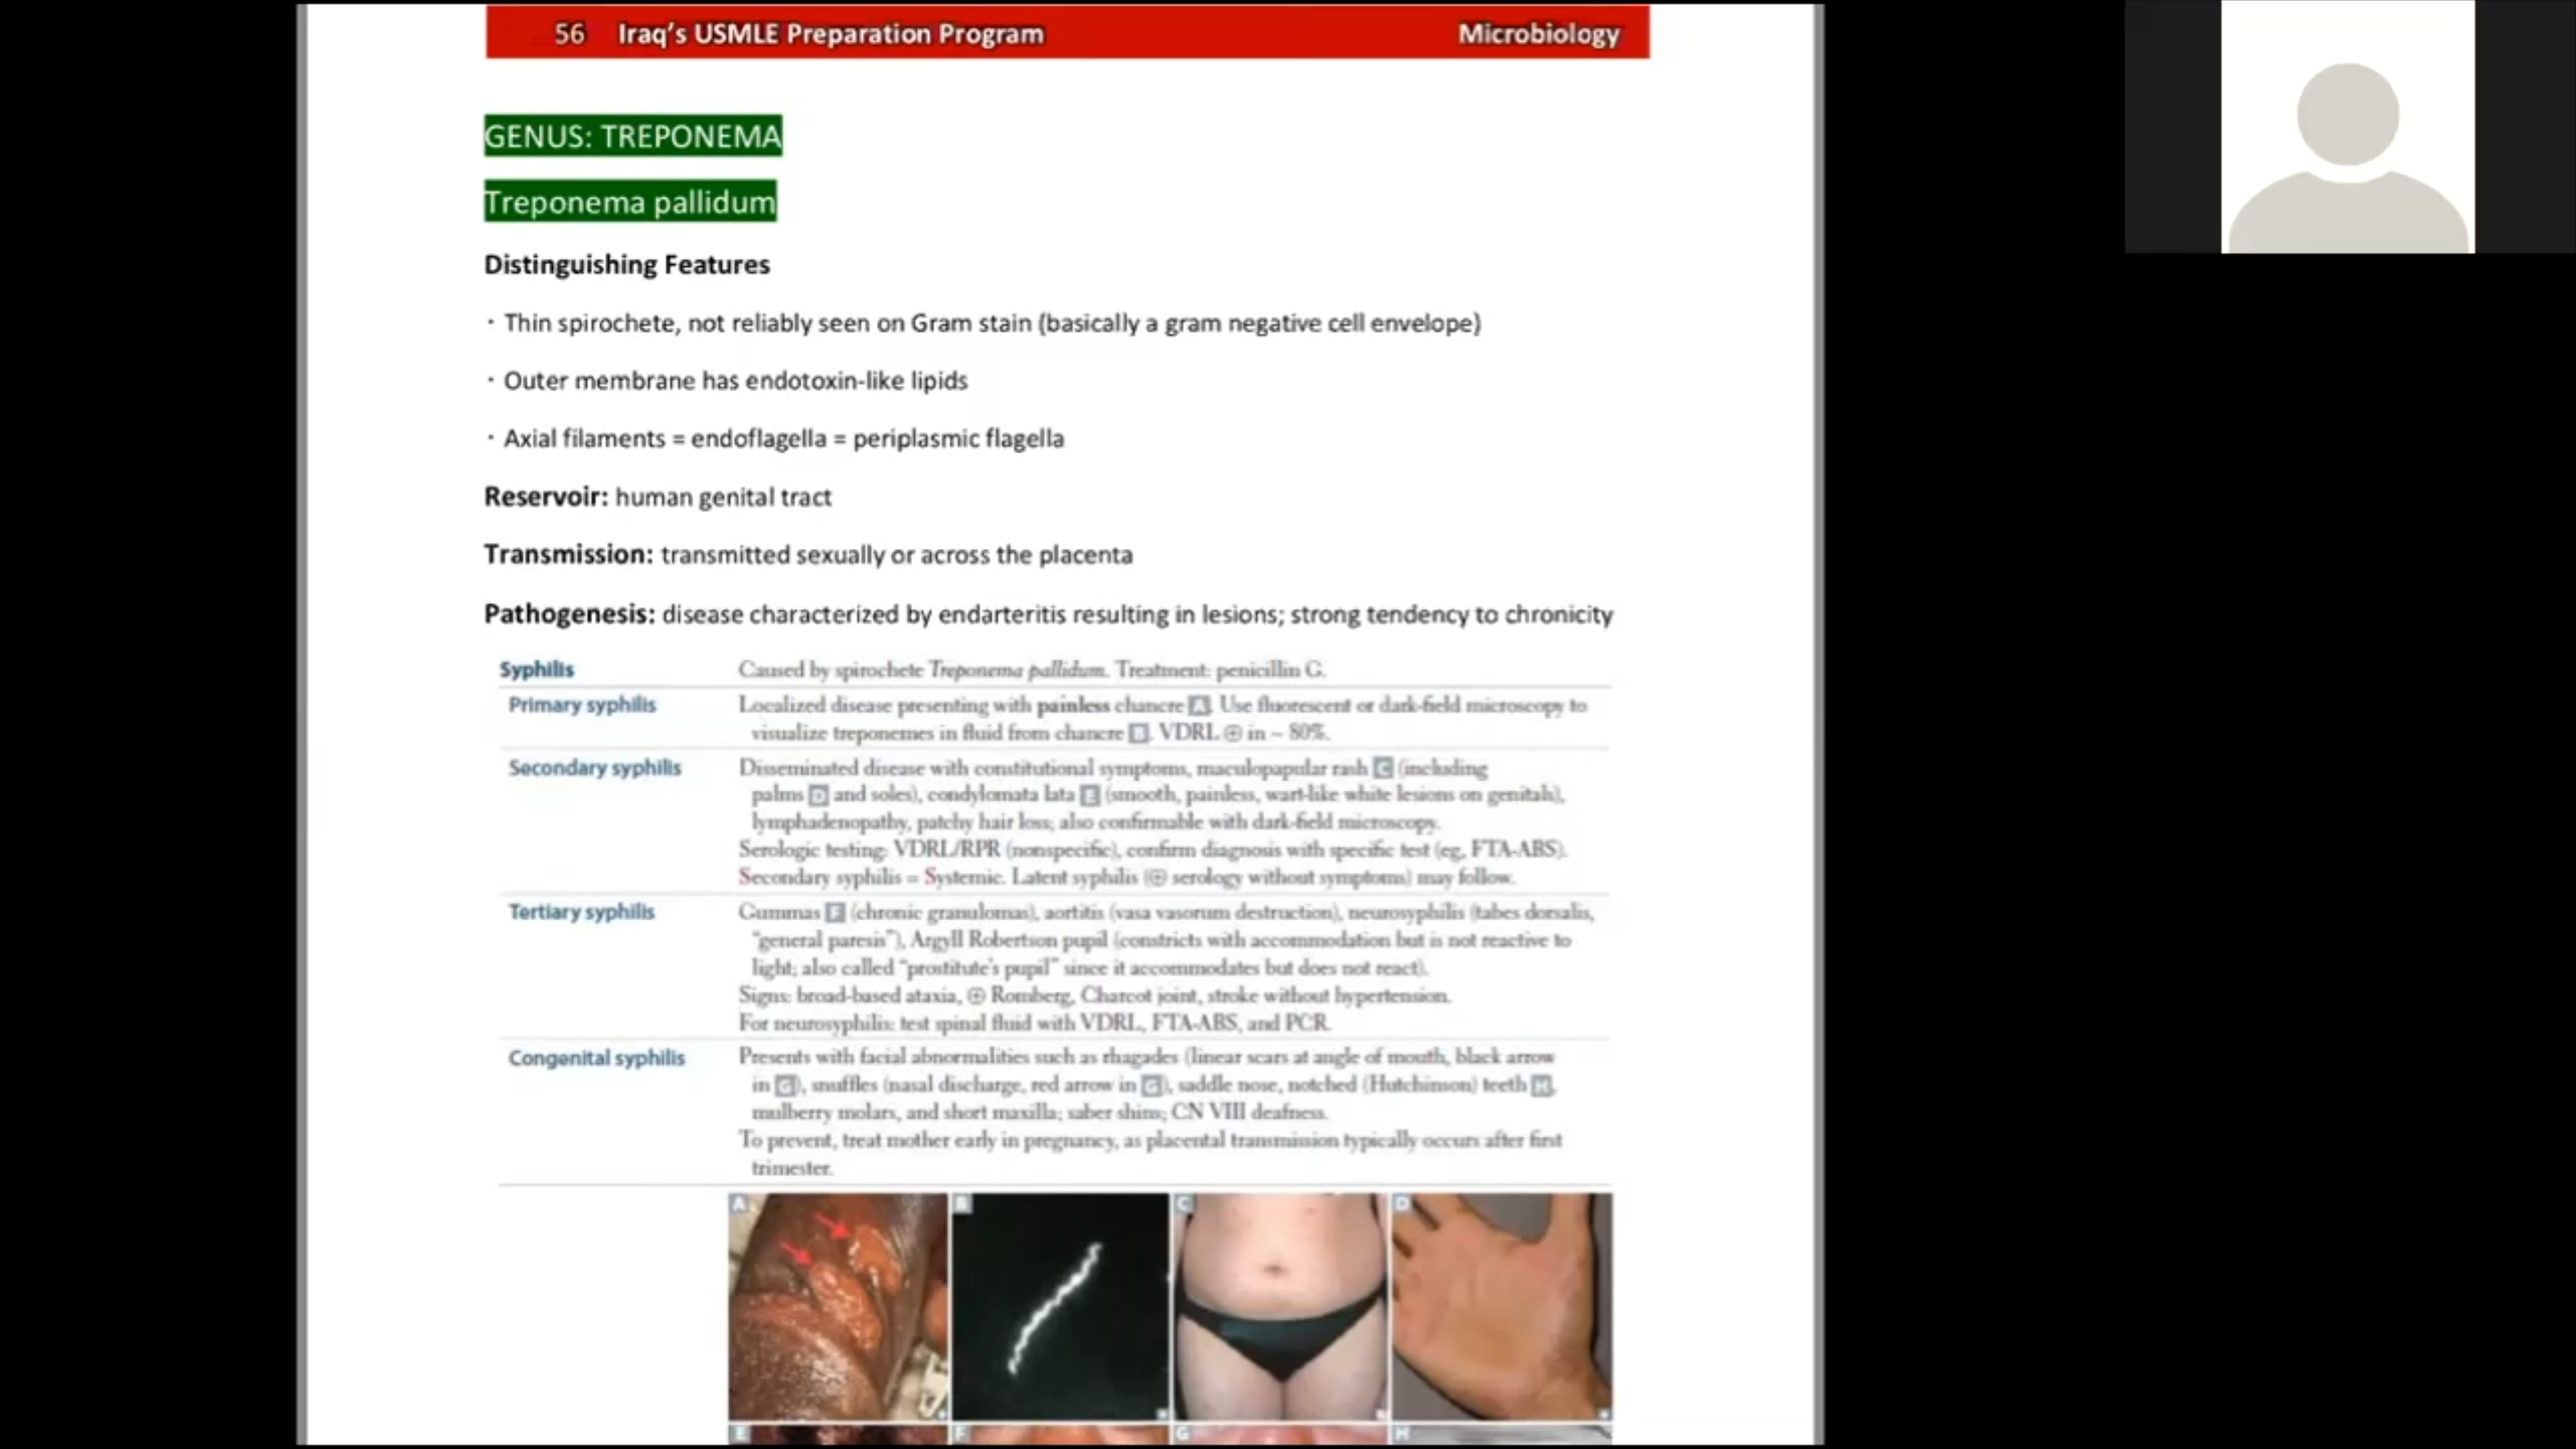 56 Iraq's USMLE Preparation Program Microbiology
GENUS: TREPONEMA
Treponema pallidum
Distinguishing Features
· Thin spirochete, not reliably seen on Gram stain (basically a gram negative cell envelope)
· Outer membrane has endotoxin-like lipids
· Axial filaments = endoflagella = periplasmic flagella
Reservoir: human genital tract
Transmission: transmitted sexually or across the placenta
Pathogenesis: disease characterized by endarteritis resulting in lesions; strong tendency to chronicity
Syphilis Caused by spirochete Treponema pallidum. Treatment: penicillin G.
Primary syphilis Localized disease presenting with painless chancre A. Use fluorescent or dark-field microscopy to
visualize treponemes in fluid from chancre B. VDRL ⊕ in ~ 80%.
Secondary syphilis Disseminated disease with constitutional symptoms, maculopapular rash C (including
palms D and soles), condylomata lata E (smooth, painless, wart-like white lesions on genitals),
lymphadenopathy, patchy hair loss; also confirmable with dark-field microscopy.
Serologic testing: VDRL/RPR (nonspecific), confirm diagnosis with specific test (eg, FTA-ABS).
Secondary syphilis = Systemic. Latent syphilis (⊕ serology without symptoms) may follow.
Tertiary syphilis Gummas F (chronic granulomas), aortitis (vasa vasorum destruction), neurosyphilis (tabes dorsalis,
"general paresis"), Argyll Robertson pupil (constricts with accommodation but is not reactive to
light; also called "prostitute's pupil" since it accommodates but does not react).
Signs: broad-based ataxia, ⊕ Romberg, Charcot joint, stroke without hypertension.
For neurosyphilis: test spinal fluid with VDRL, FTA-ABS, and PCR.
Congenital syphilis Presents with facial abnormalities such as rhagades (linear scars at angle of mouth, black arrow
in G), snuffles (nasal discharge, red arrow in G), saddle nose, notched (Hutchinson) teeth H,
mulberry molars, and short maxilla; saber shins; CN VIII deafness.
To prevent, treat mother early in pregnancy, as placental transmission typically occurs after first
trimester.
A B C D
E F G H